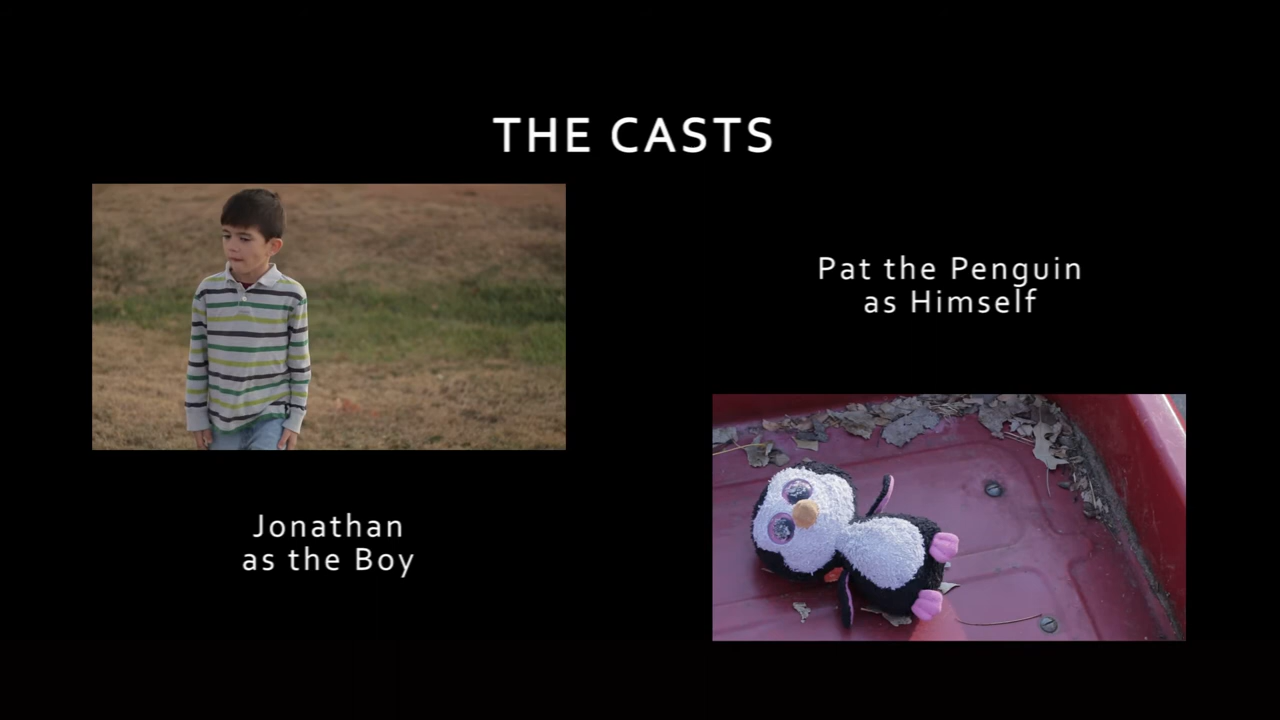 THE CASTS
Pat the Penguin
as Himself
Jonathan
as the Boy